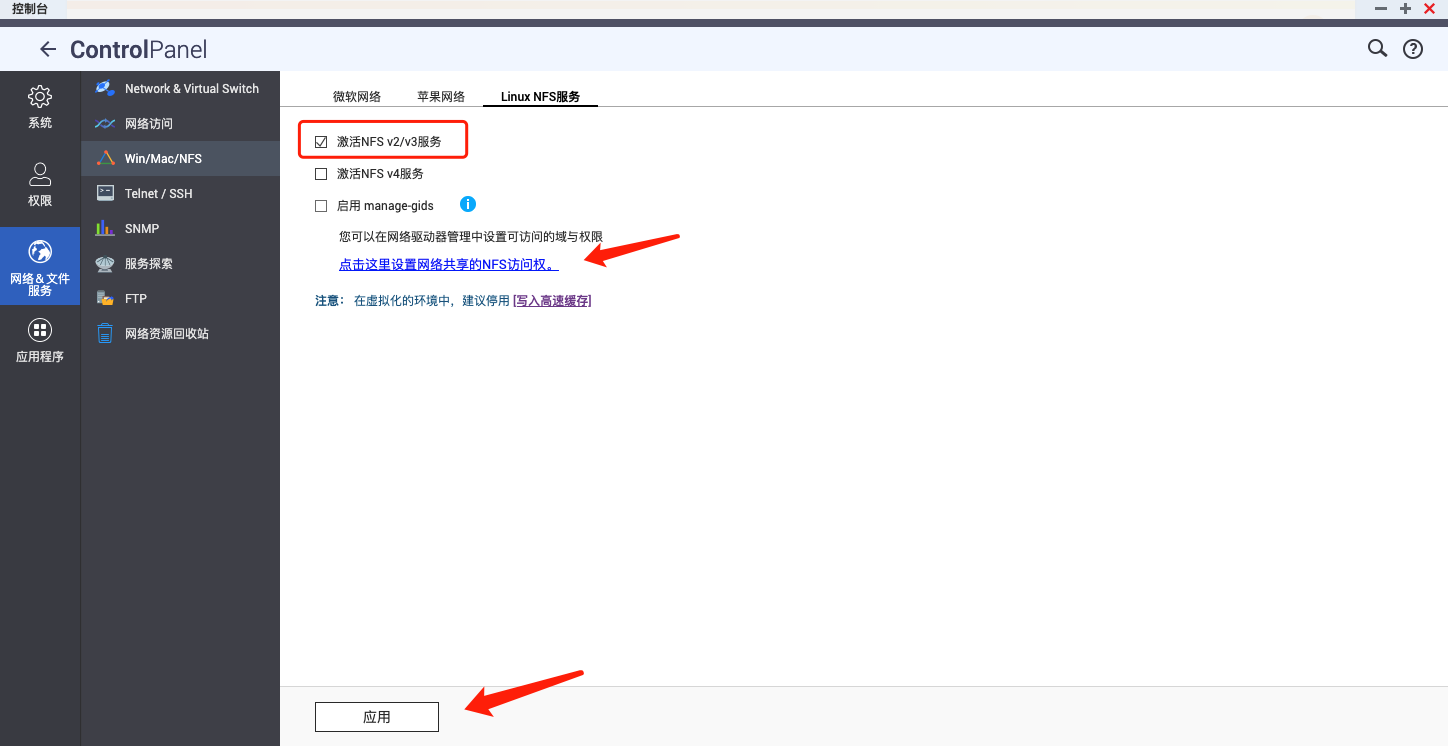 控制台
ControlPanel
系统
权限
网络＆文件
服务
应用程序
Network & Virtual Switch
网络访问
Win/Mac/NFS
Telnet / SSH
SNMP
服务探索
FTP
网络资源回收站
微软网络
苹果网络
Linux NFS服务
激活NFS v2/v3服务
激活NFS v4服务
启用 manage-gids
您可以在网络驱动器管理中设置可访问的域与权限
点击这里设置网络共享的NFS访问权。
注意： 在虚拟化的环境中，建议停用 [写入高速缓存]
应用